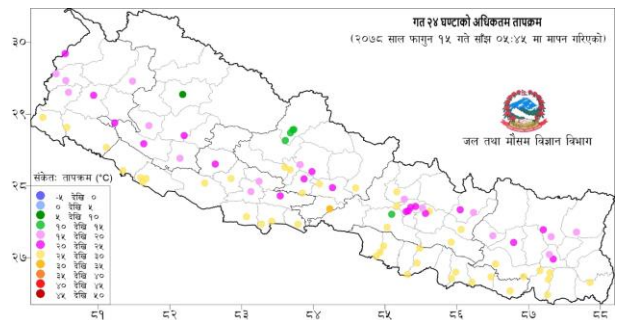 गत २४ घण्टाको अधिकतम तापक्रम
(२०७८ साल फागुन १५ गते साँझ ०५:४५ मा मापन गरिएको)
जल तथा मौसम विज्ञान विभाग
३०
२९
२८
२७
संकेतः तापक्रम (°C)
-५ देखि ०
० देखि ५
५ देखि १०
१० देखि १५
१५ देखि २०
२० देखि २५
२५ देखि ३०
३० देखि ३५
३५ देखि ४०
४० देखि ४५
४५ देखि ५०
८१ ८२ ८३ ८४ ८५ ८६ ८७ ८८